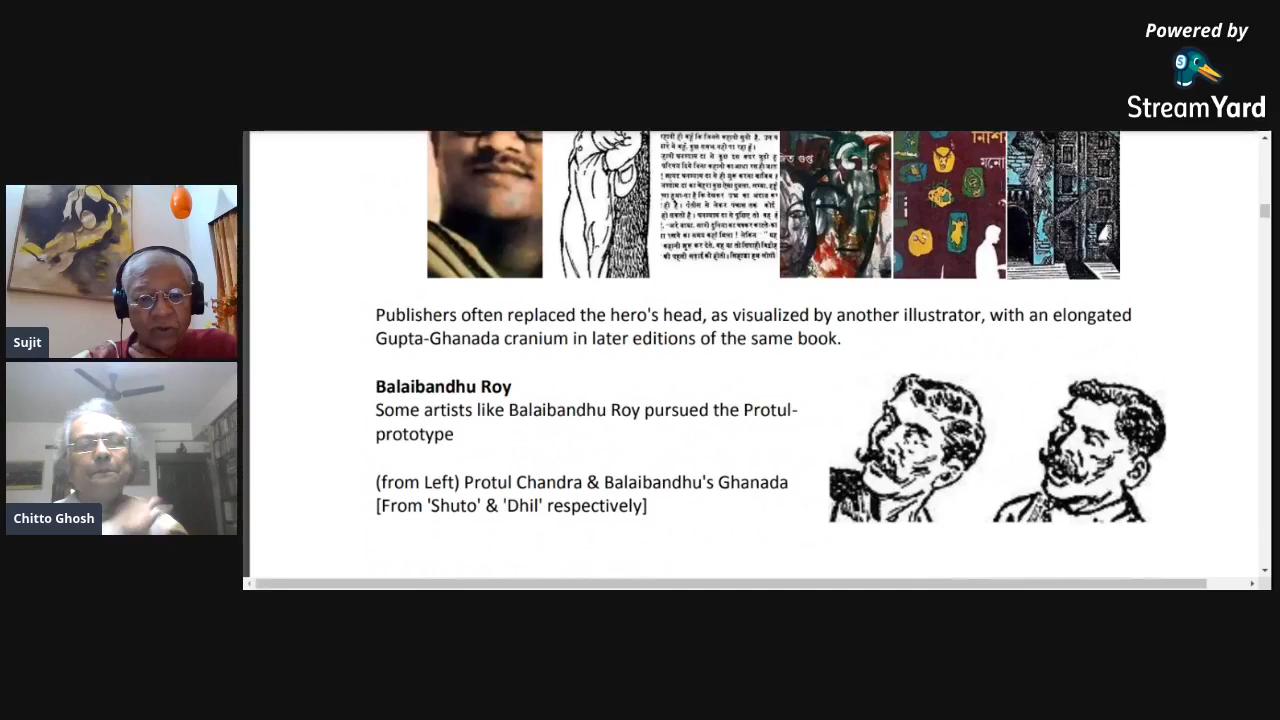 Powered by
StreamYard
Publishers often replaced the hero's head, as visualized by another illustrator, with an elongated
Gupta-Ghanada cranium in later editions of the same book.
Balaibandhu Roy
Some artists like Balaibandhu Roy pursued the Protul-
prototype
(from Left) Protul Chandra & Balaibandhu's Ghanada
[From 'Shuto' & 'Dhil' respectively]
Sujit
Chitto Ghosh